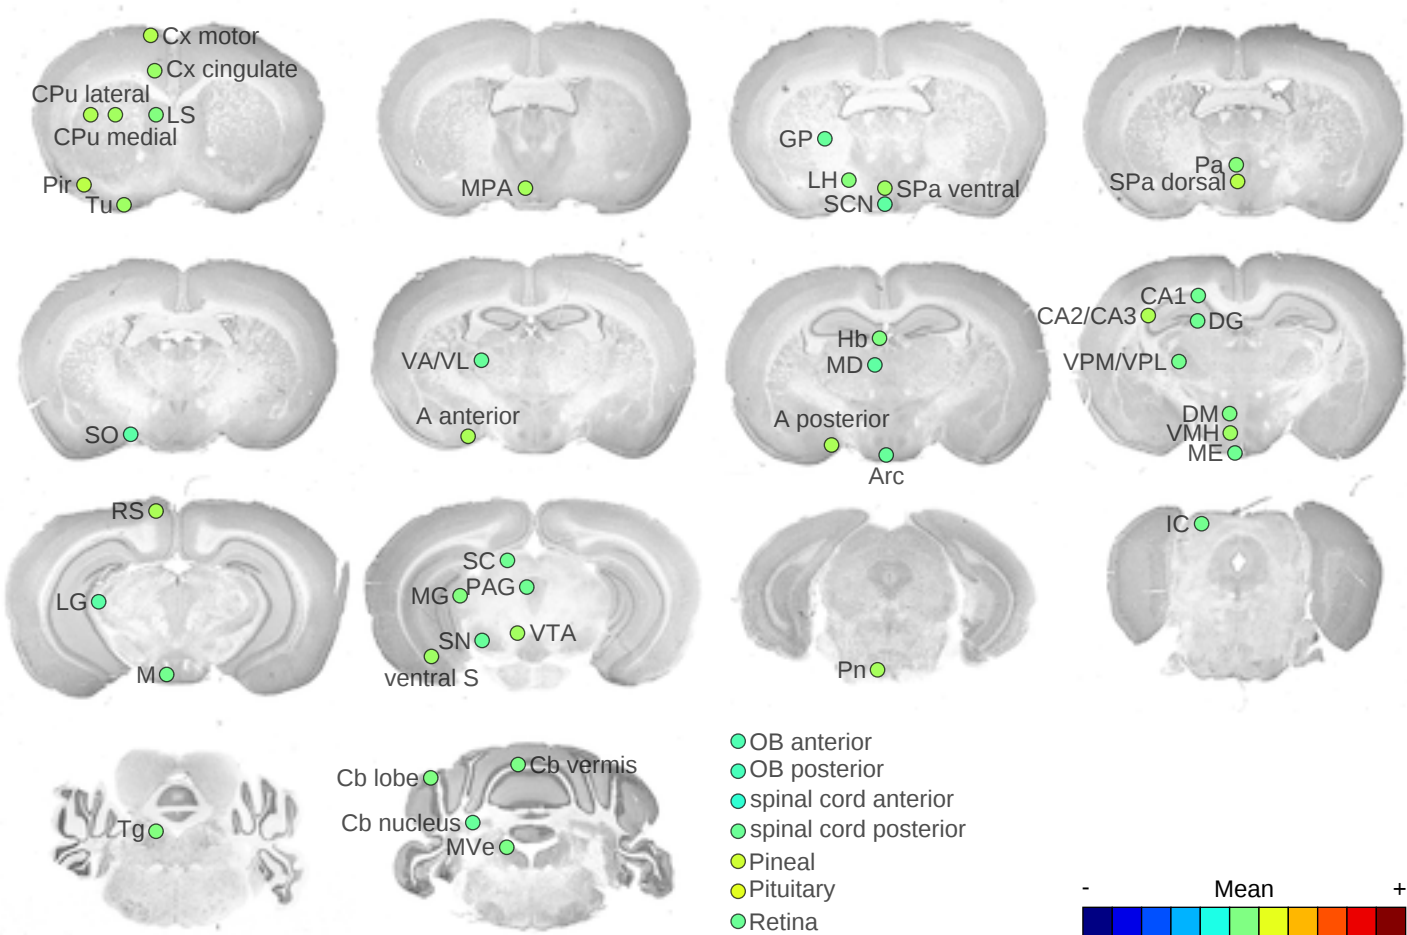 Cx motor
Cx cingulate
CPu lateral
LS
CPu medial
Pir
Tu
MPA
GP
LH
SPa ventral
SCN
Pa
SPa dorsal
SO
VA/VL
A anterior
Hb
MD
A posterior
Arc
CA1
CA2/CA3
DG
VPM/VPL
DM
VMH
ME
RS
LG
M
SC
PAG
MG
SN
VTA
ventral S
Pn
IC
Tg
Cb lobe
Cb vermis
Cb nucleus
MVe
OB anterior
OB posterior
spinal cord anterior
spinal cord posterior
Pineal
Pituitary
Retina
- Mean +